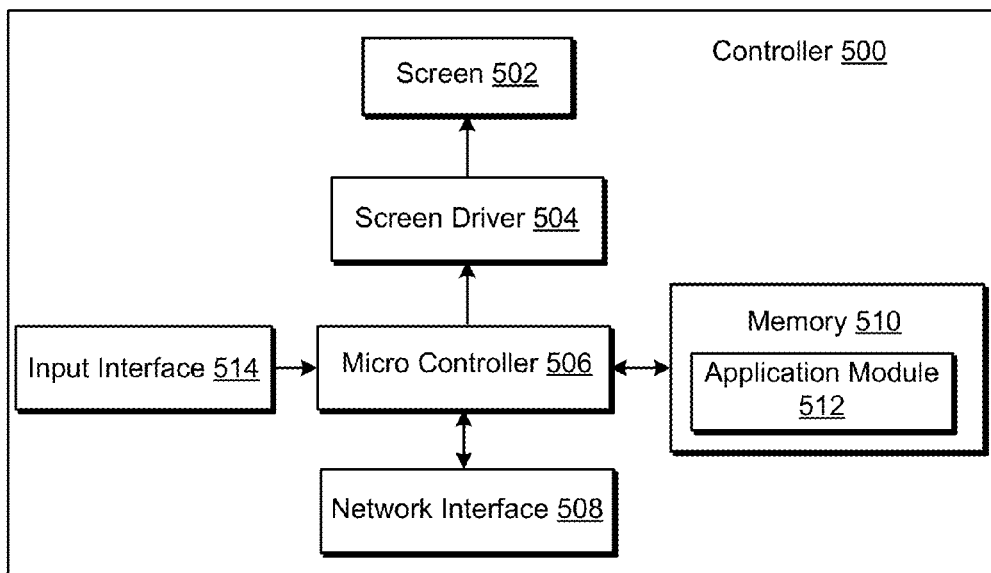 Controller 500
Screen 502
Screen Driver 504
Memory 510
Input Interface 514
Micro Controller 506
Application Module
512
Network Interface 508